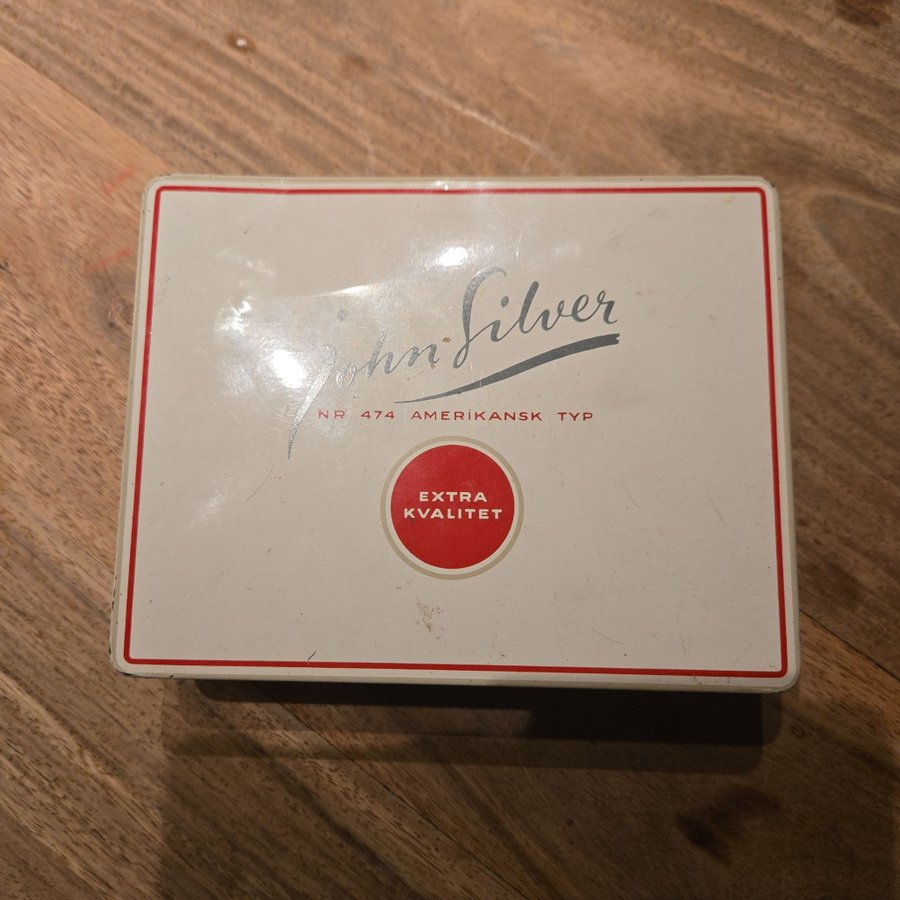 John Silver
NR 474 AMERIKANSK TYP
EXTRA
KVALITET